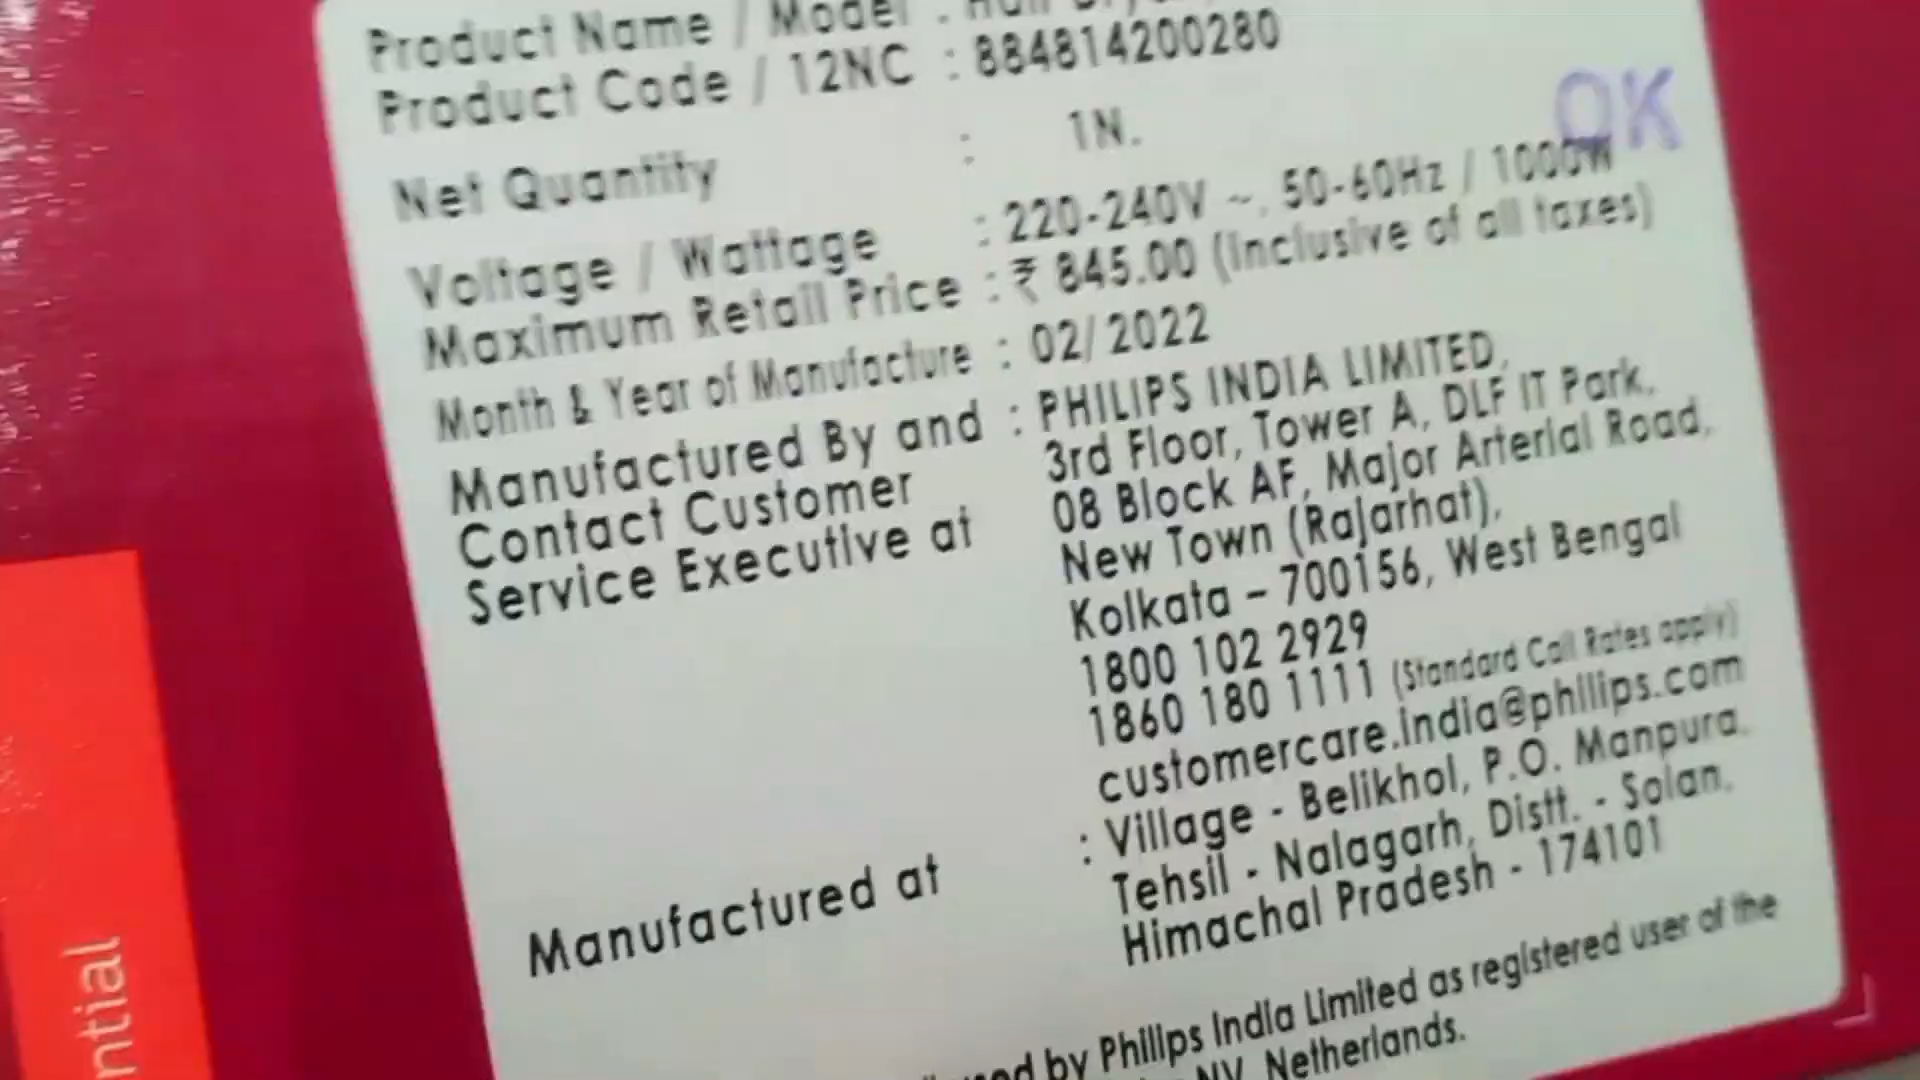 Product Name / Model : Hair
Product Code / 12NC : 884814200280
OK
Net Quantity : 1N.
Voltage / Wattage : 220-240V ~, 50-60Hz / 1000W
Maximum Retail Price : ₹ 845.00 (Inclusive of all taxes)
Month & Year of Manufacture : 02/2022
Manufactured By and : PHILIPS INDIA LIMITED,
Contact Customer 3rd Floor, Tower A, DLF IT Park,
Service Executive at 08 Block AF, Major Arterial Road,
New Town (Rajarhat),
Kolkata – 700156, West Bengal
1800 102 2929
1860 180 1111 (Standard Call Rates apply)
customercare.india@philips.com
Manufactured at : Village - Belikhol, P.O. Manpura,
Tehsil - Nalagarh, Distt. - Solan,
Himachal Pradesh - 174101
by Philips India Limited as registered user of the
NV, Netherlands.
ntial